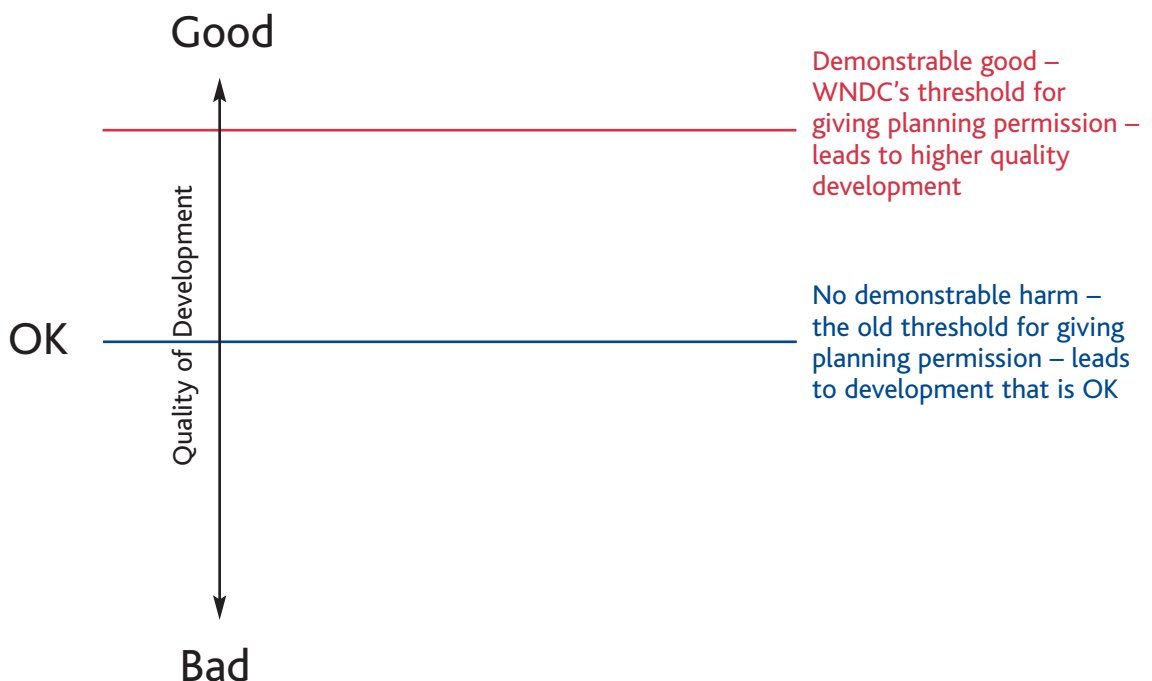 Good
Demonstrable good –
WNDC's threshold for
giving planning permission –
leads to higher quality
development
Quality of Development
OK
No demonstrable harm –
the old threshold for giving
planning permission – leads
to development that is OK
Bad